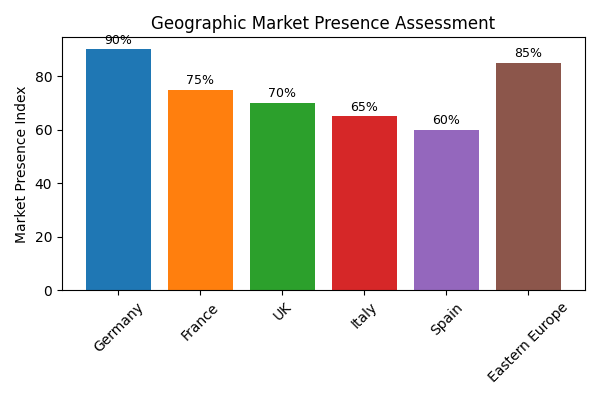 Geographic Market Presence Assessment
Market Presence Index
80
60
40
20
0
90%
75%
70%
65%
60%
85%
Germany
France
UK
Italy
Spain
Eastern Europe